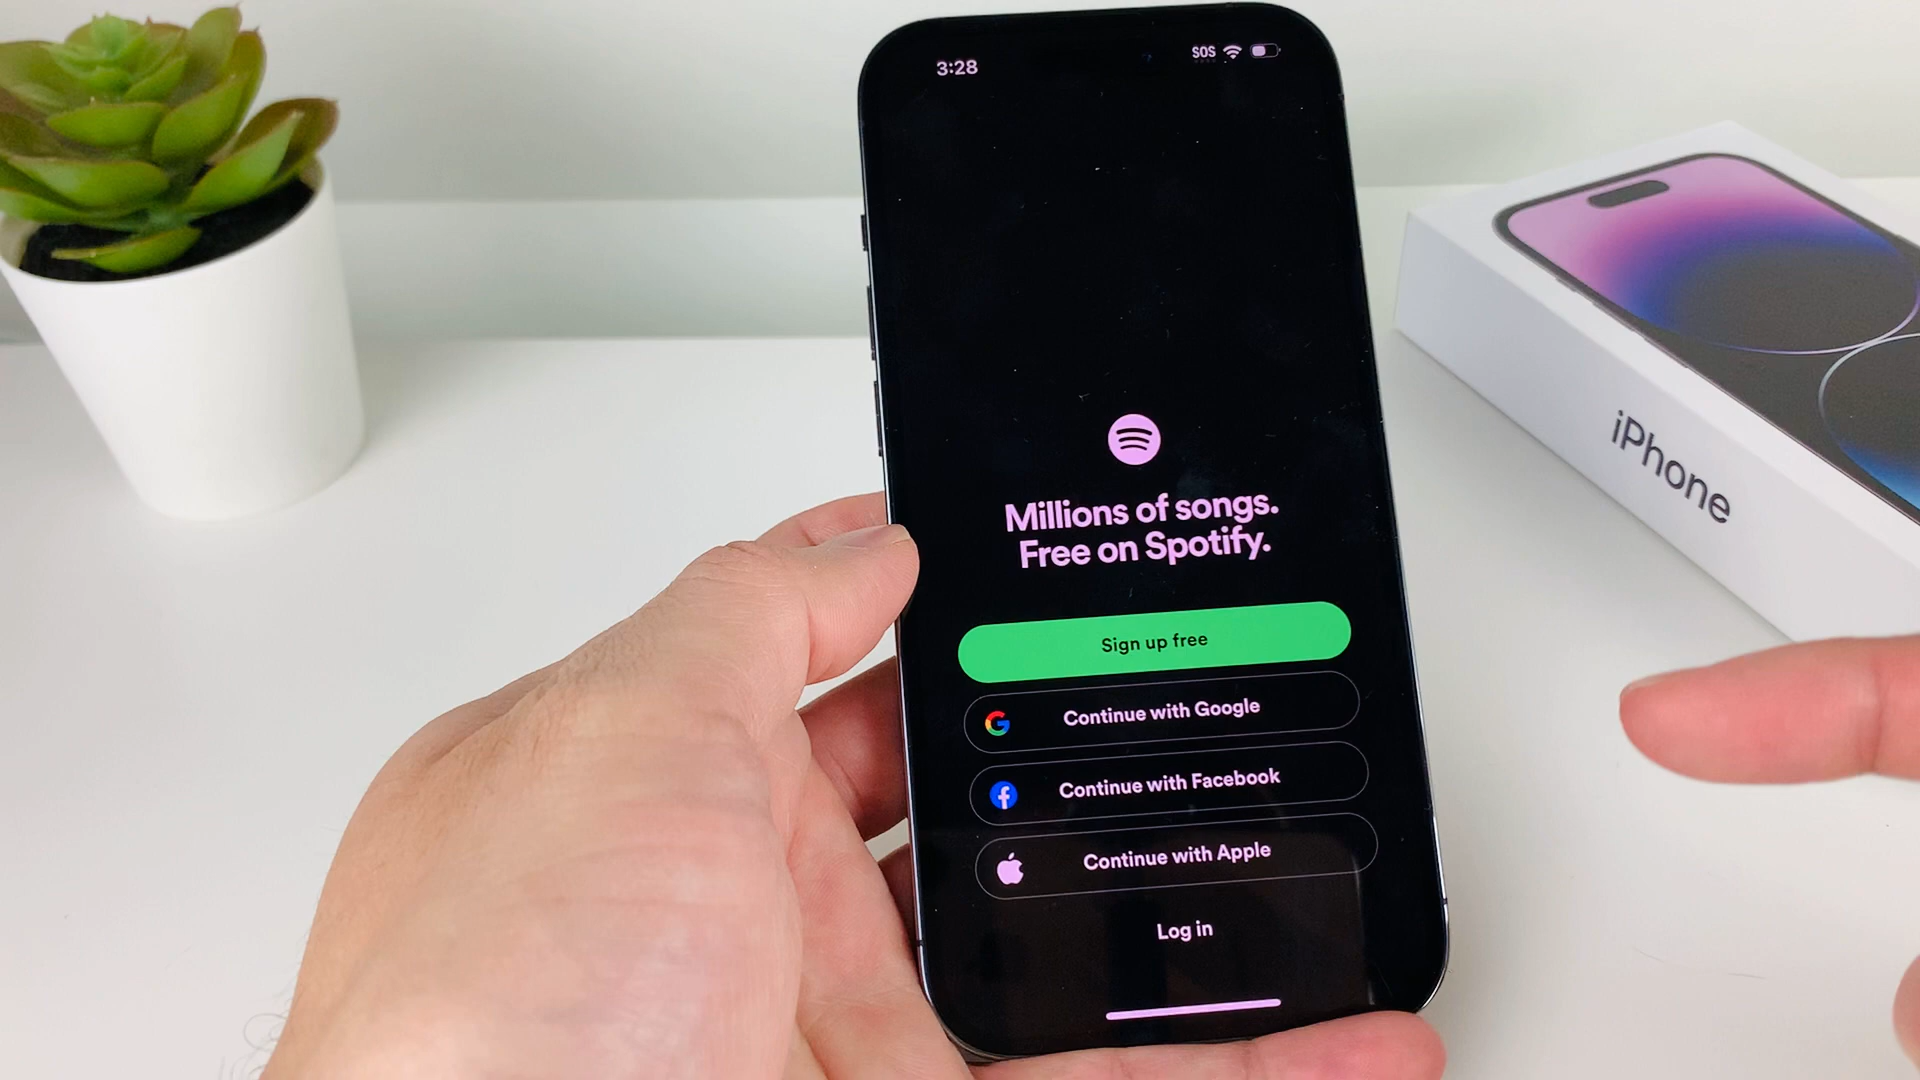 3:28
SOS
Millions of songs.
Free on Spotify.
Sign up free
Continue with Google
Continue with Facebook
Continue with Apple
Log in
iPhone